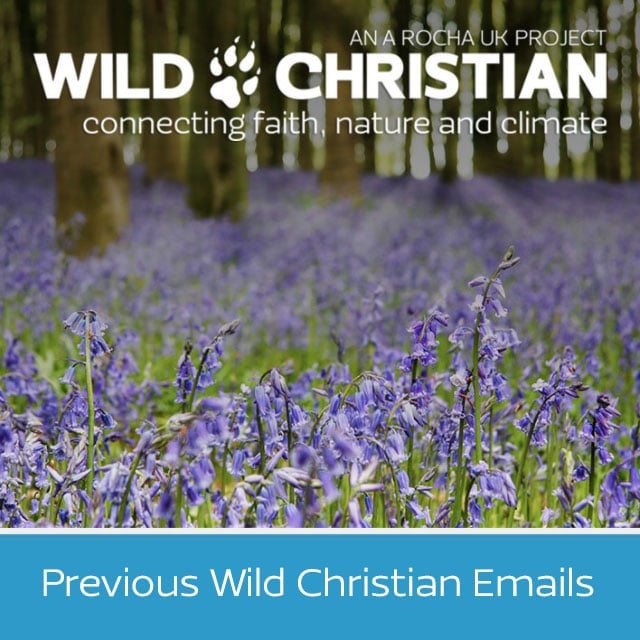 AN A ROCHA UK PROJECT
WILD CHRISTIAN
connecting faith, nature and climate
Previous Wild Christian Emails